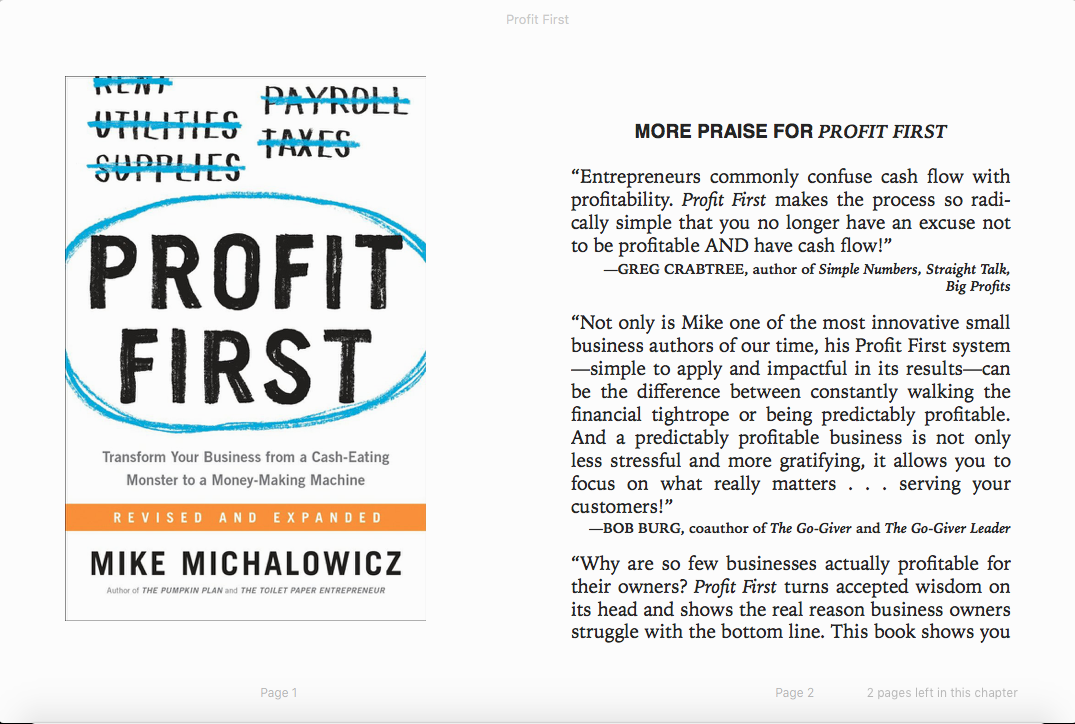 Profit First
RENT
UTILITIES
SUPPLIES
PAYROLL
TAXES
PROFIT
FIRST
Transform Your Business from a Cash-Eating
Monster to a Money-Making Machine
REVISED AND EXPANDED
MIKE MICHALOWICZ
Author of THE PUMPKIN PLAN and THE TOILET PAPER ENTREPRENEUR
Page 1
MORE PRAISE FOR PROFIT FIRST
“Entrepreneurs commonly confuse cash flow with
profitability. Profit First makes the process so radi-
cally simple that you no longer have an excuse not
to be profitable AND have cash flow!”
—GREG CRABTREE, author of Simple Numbers, Straight Talk,
Big Profits
“Not only is Mike one of the most innovative small
business authors of our time, his Profit First system
—simple to apply and impactful in its results—can
be the difference between constantly walking the
financial tightrope or being predictably profitable.
And a predictably profitable business is not only
less stressful and more gratifying, it allows you to
focus on what really matters . . . serving your
customers!”
—BOB BURG, coauthor of The Go-Giver and The Go-Giver Leader
“Why are so few businesses actually profitable for
their owners? Profit First turns accepted wisdom on
its head and shows the real reason business owners
struggle with the bottom line. This book shows you
Page 2
2 pages left in this chapter